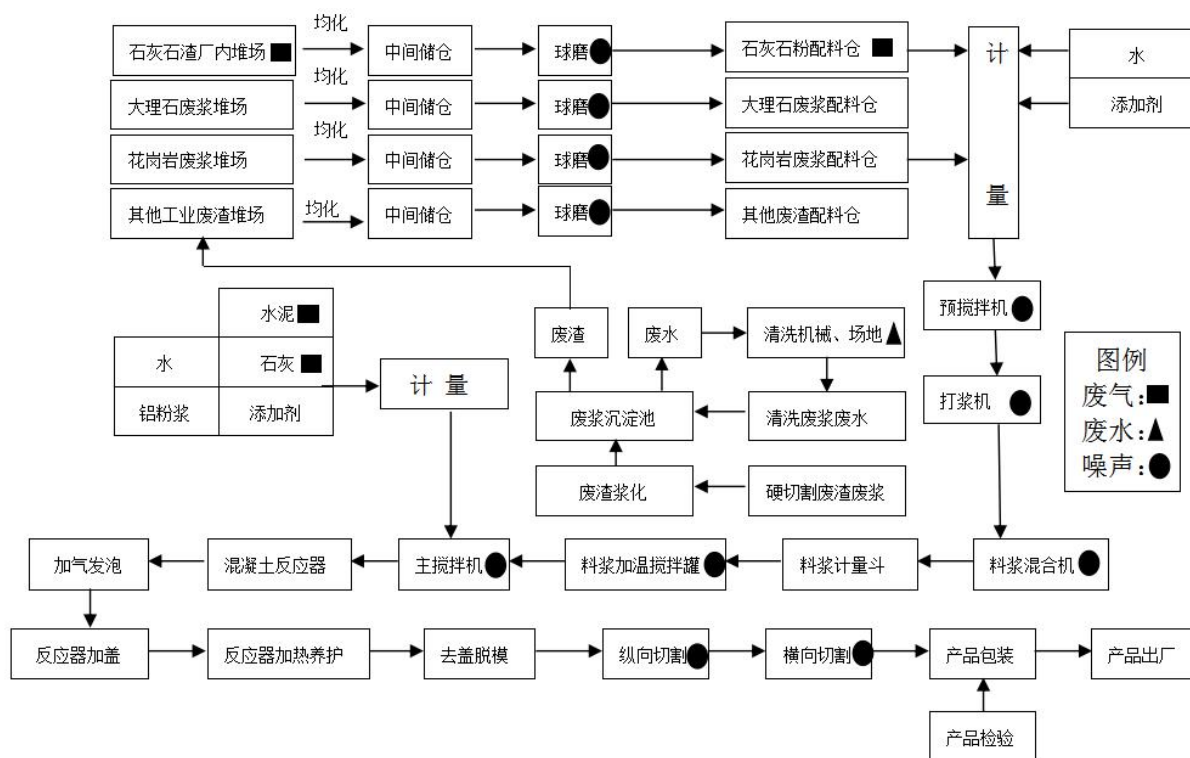 均化
石灰石渣厂内堆场
中间储仓
球磨
石灰石粉配料仓
计
水
均化
大理石废浆堆场
中间储仓
球磨
大理石废浆配料仓
添加剂
均化
花岗岩废浆堆场
中间储仓
球磨
花岗岩废浆配料仓
量
均化
其他工业废渣堆场
中间储仓
球磨
其他废渣配料仓
水泥
废渣
废水
清洗机械、场地
预搅拌机
水
石灰
计 量
铝粉浆
添加剂
废浆沉淀池
清洗废浆废水
打浆机
图例
废气:
废水:
噪声:
废渣浆化
硬切割废渣废浆
加气发泡
混凝土反应器
主搅拌机
料浆加温搅拌罐
料浆计量斗
料浆混合机
反应器加盖
反应器加热养护
去盖脱模
纵向切割
横向切割
产品包装
产品出厂
产品检验